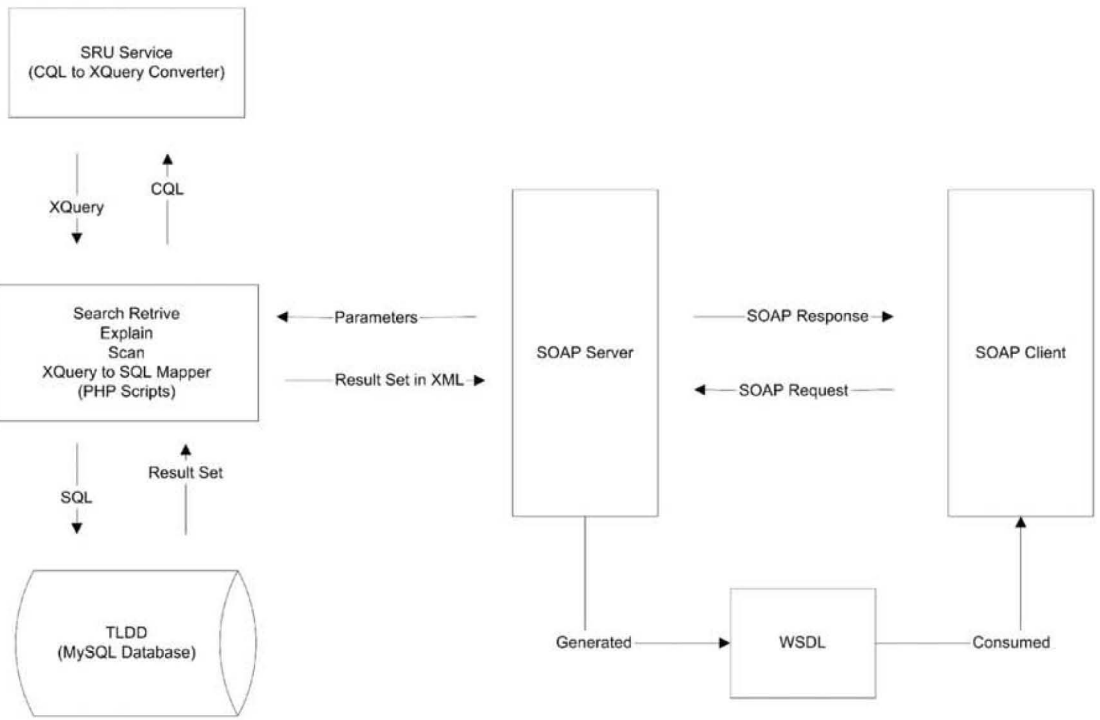 SRU Service
(CQL to XQuery Converter)
CQL
XQuery
Search Retrive
Explain
Scan
XQuery to SQL Mapper
(PHP Scripts)
Parameters
Result Set in XML
SOAP Server
SOAP Response
SOAP Request
SOAP Client
Result Set
SQL
TLDD
(MySQL Database)
Generated
WSDL
Consumed